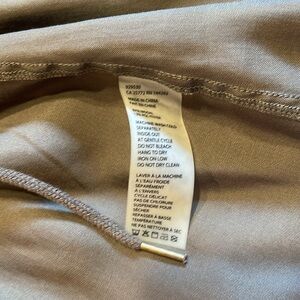 MADE IN CHINA
MACHINE WASH COLD
SEPARATELY
INSIDE OUT
AT GENTLE CYCLE
DO NOT BLEACH
HANG TO DRY
IRON ON LOW
DO NOT DRY CLEAN
LAVER À LA MACHINE
À L'EAU FROIDE
SÉPARÉMENT
À L'ENVERS
CYCLE DÉLICAT
PAS DE CHLORURE
SUSPENDRE POUR
SÉCHER
REPASSER À BASSE
TEMPÉRATURE
NE PAS NETTOYER À SEC